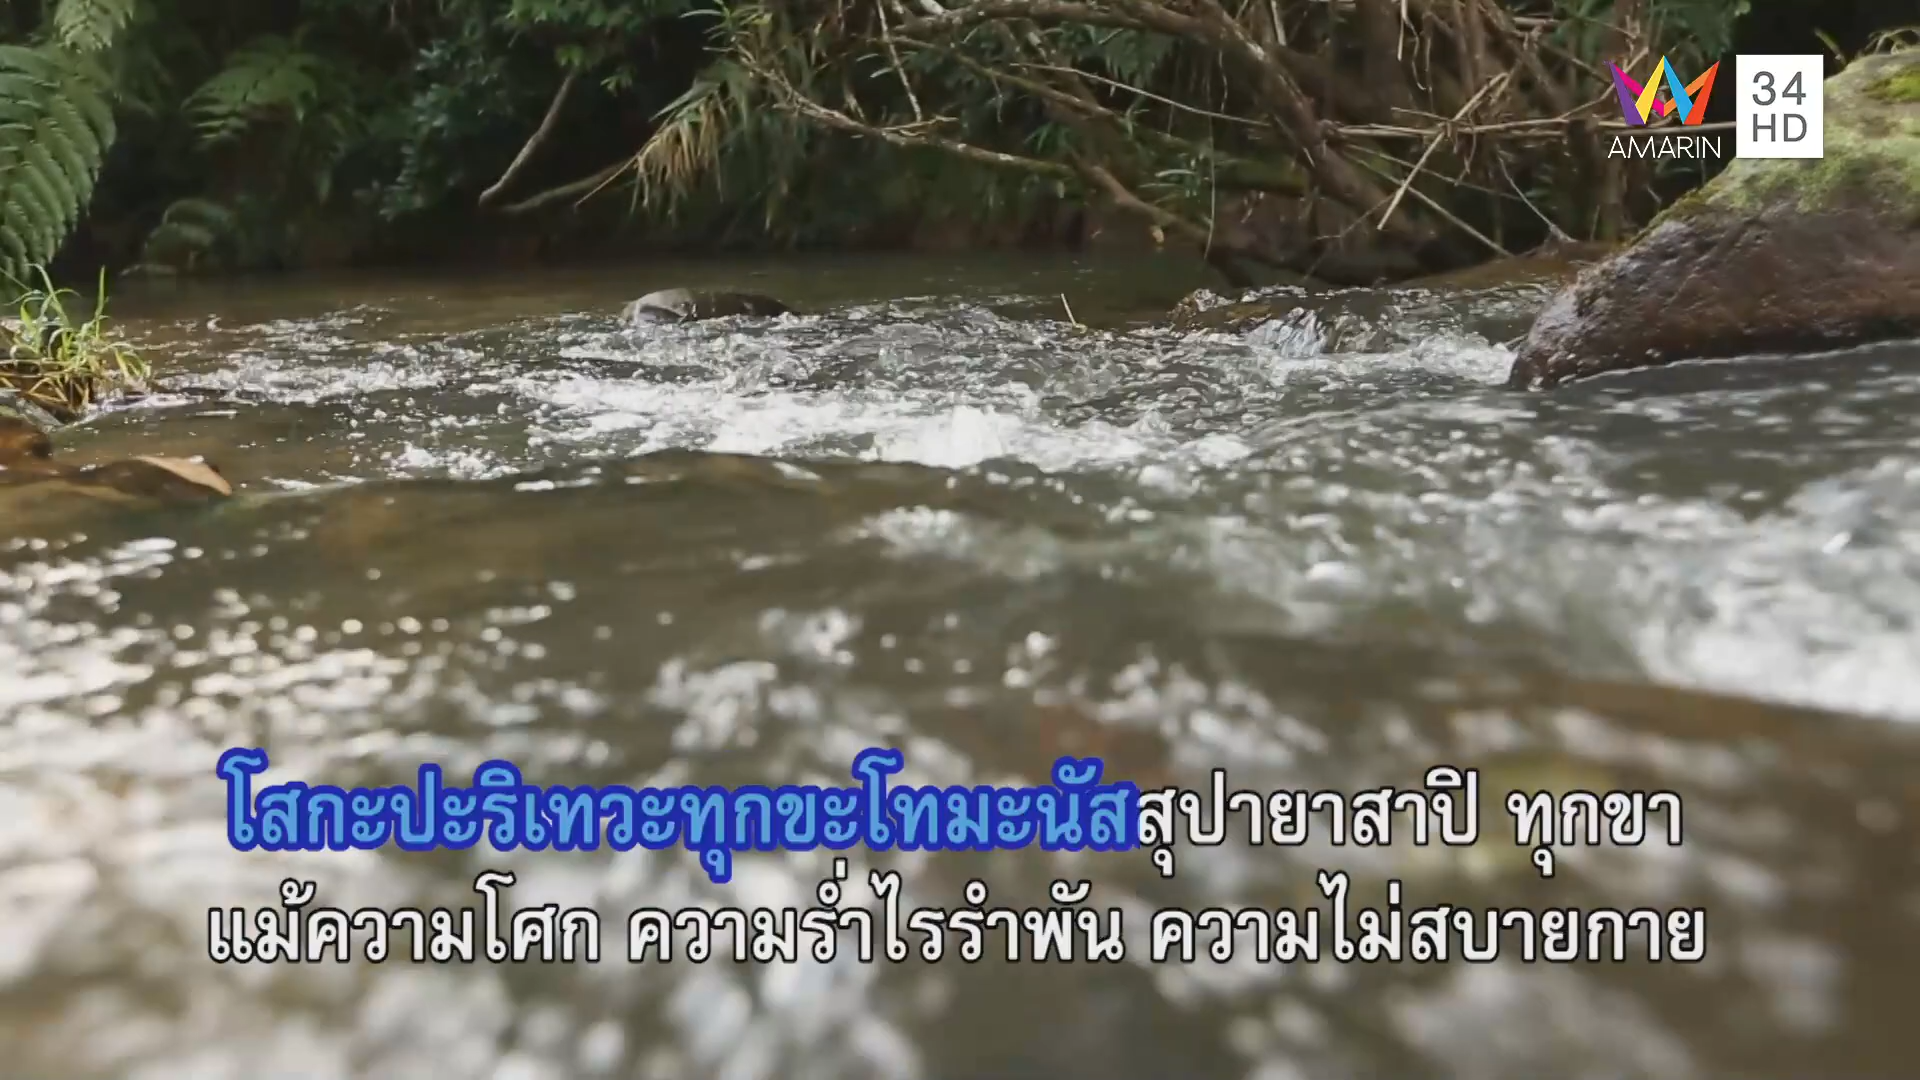 AMARIN
34
HD
โสกะปะริเทวะทุกขะโทมะนัสสุปายาสาปิ ทุกขา
แม้ความโศก ความร่ำไรรำพัน ความไม่สบายกาย